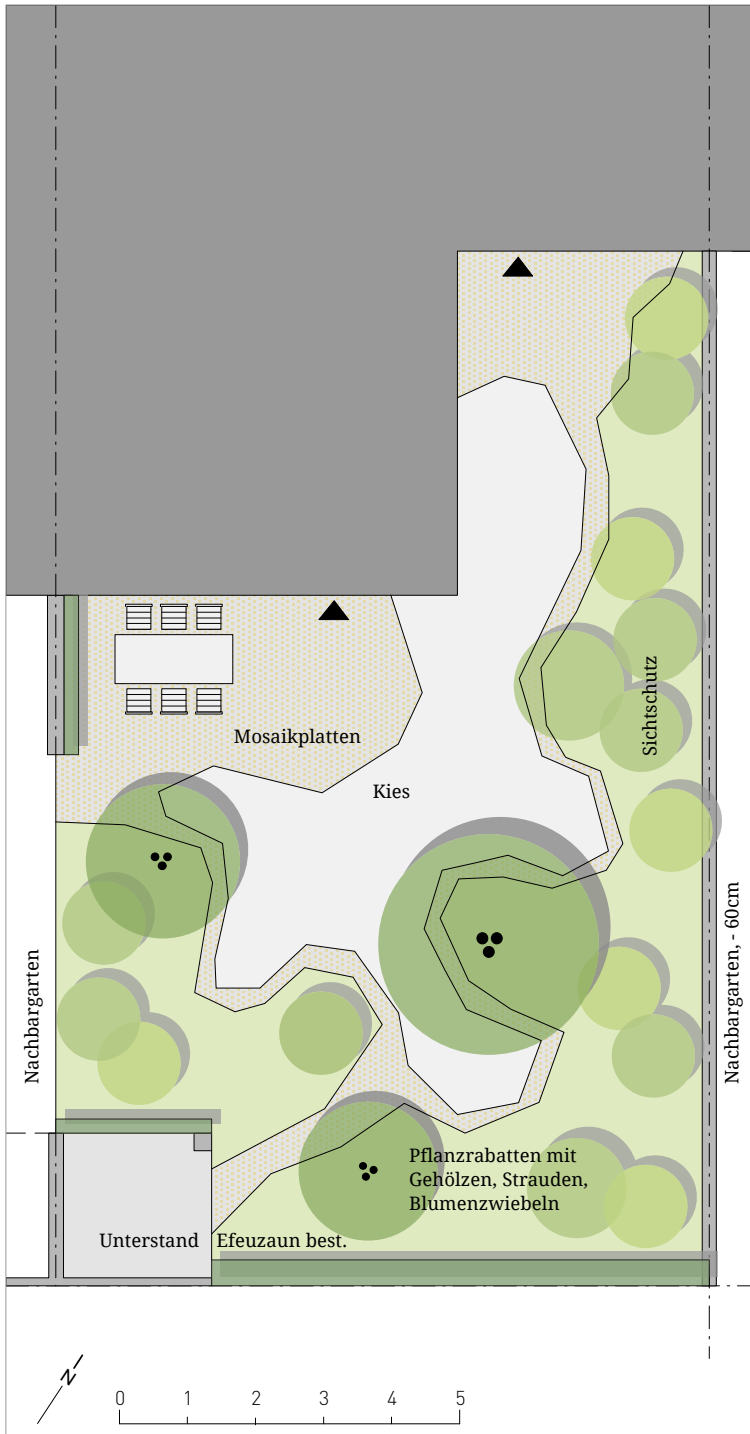 Mosaikplatten
Sichtschutz
Kies
Nachbargarten
Nachbargarten, - 60cm
Pflanzrabatten mit
Gehölzen, Strauden,
Blumenzwiebeln
Unterstand
Efeuzaun best.
N
0 1 2 3 4 5